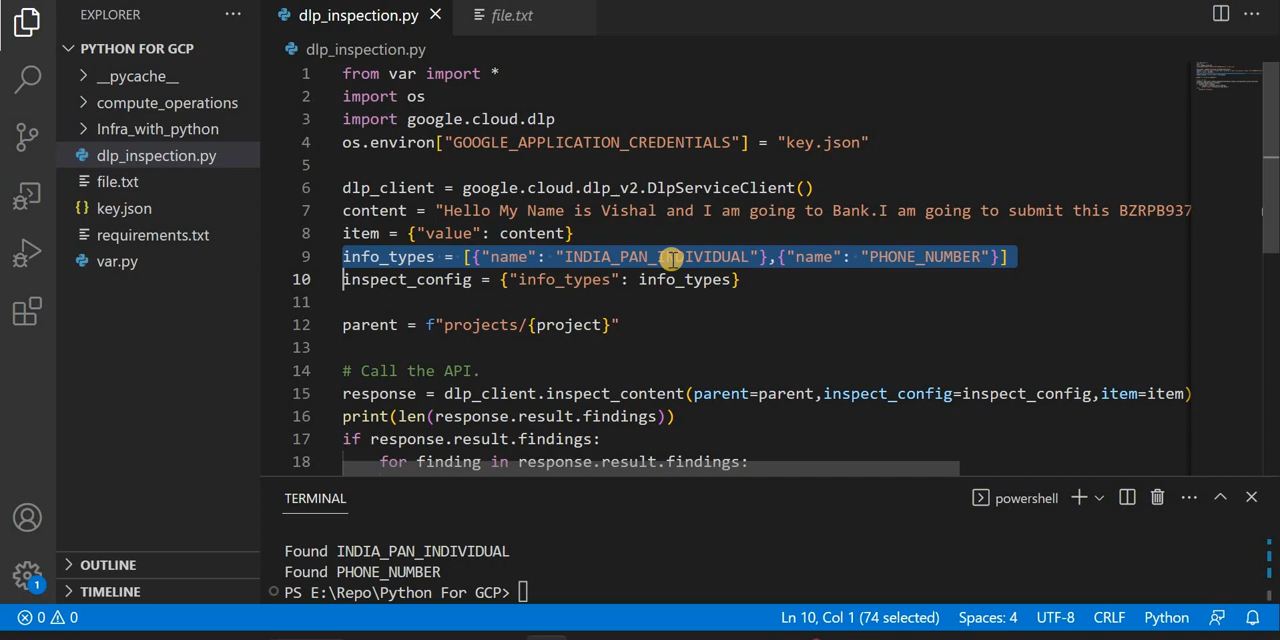 EXPLORER
PYTHON FOR GCP
__pycache__
compute_operations
Infra_with_python
dlp_inspection.py
file.txt
key.json
requirements.txt
var.py
OUTLINE
TIMELINE
1
dlp_inspection.py
file.txt
dlp_inspection.py
1 from var import *
2 import os
3 import google.cloud.dlp
4 os.environ["GOOGLE_APPLICATION_CREDENTIALS"] = "key.json"
5
6 dlp_client = google.cloud.dlp_v2.DlpServiceClient()
7 content = "Hello My Name is Vishal and I am going to Bank.I am going to submit this BZRPB937
8 item = {"value": content}
9 info_types = [{"name": "INDIA_PAN_INDIVIDUAL"},{"name": "PHONE_NUMBER"}]
10 inspect_config = {"info_types": info_types}
11
12 parent = f"projects/{project}"
13
14 # Call the API.
15 response = dlp_client.inspect_content(parent=parent,inspect_config=inspect_config,item=item)
16 print(len(response.result.findings))
17 if response.result.findings:
18 for finding in response.result.findings:
TERMINAL
powershell
Found INDIA_PAN_INDIVIDUAL
Found PHONE_NUMBER
PS E:\Repo\Python For GCP>
0 0 Ln 10, Col 1 (74 selected) Spaces: 4 UTF-8 CRLF Python